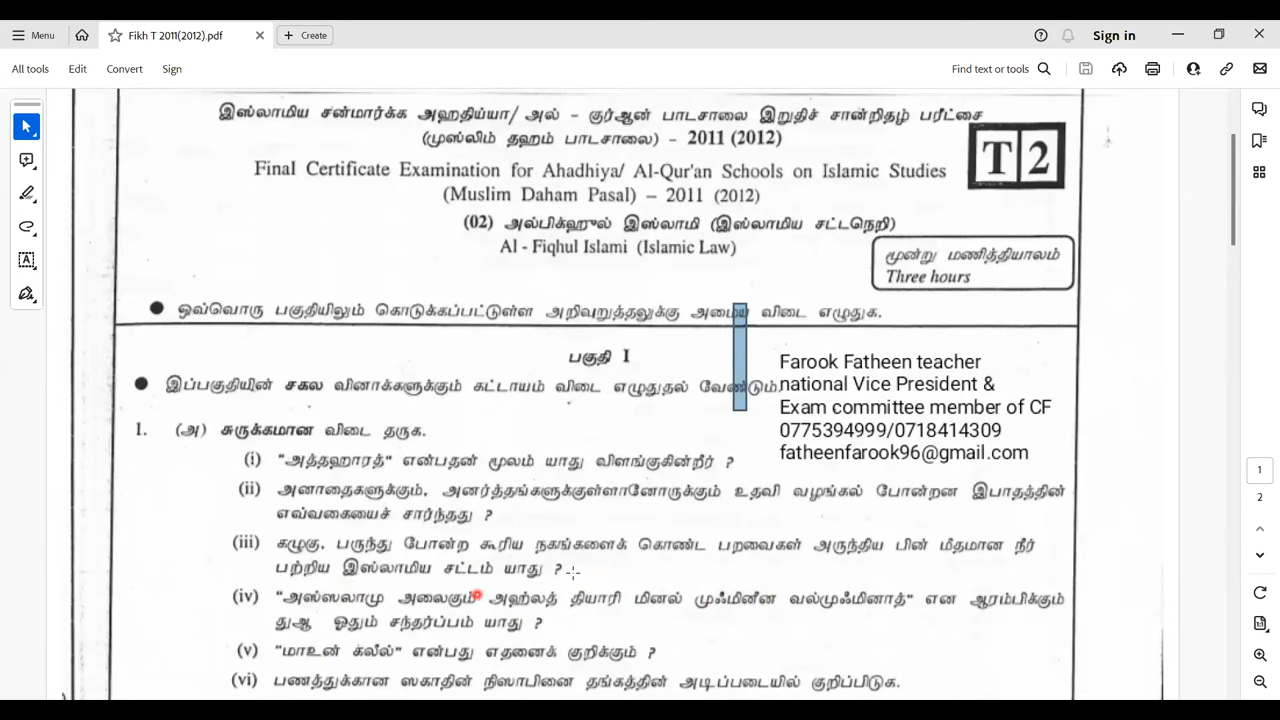 Menu
Fikh T 2011(2012).pdf
Create
Sign in
All tools
Edit
Convert
Sign
Find text or tools
இஸ்லாமிய சன்மார்க்க அஹதிய்யா/ அல் - குர்ஆன் பாடசாலை இறுதிச் சான்றிதழ் பரீட்சை
(முஸ்லிம் தஹம் பாடசாலை) - 2011 (2012)
T 2
Final Certificate Examination for Ahadhiya/ Al-Qur'an Schools on Islamic Studies
(Muslim Daham Pasal) – 2011 (2012)
(02) அல்பிக்ஹுல் இஸ்லாமி (இஸ்லாமிய சட்டநெறி)
Al - Fiqhul Islami (Islamic Law)
மூன்று மணித்தியாலம்
Three hours
● ஒவ்வொரு பகுதியிலும் கொடுக்கப்பட்டுள்ள அறிவுறுத்தலுக்கு அமைய விடை எழுதுக.
பகுதி I
● இப்பகுதியின் சகல வினாக்களுக்கும் கட்டாயம் விடை எழுதுதல் வேண்டும்.
Farook Fatheen teacher
national Vice President &
Exam committee member of CF
0775394999/0718414309
fatheenfarook96@gmail.com
1. (அ) சுருக்கமான விடை தருக.
(i) "அத்தஹாரத்" என்பதன் மூலம் யாது விளங்குகின்றீர் ?
(ii) அனாதைகளுக்கும், அனர்த்தங்களுக்குள்ளானோருக்கும் உதவி வழங்கல் போன்றன இபாதத்தின்
எவ்வகையைச் சார்ந்தது ?
(iii) கழுகு, பருந்து போன்ற கூரிய நகங்களைக் கொண்ட பறவைகள் அருந்திய பின் மீதமான நீர்
பற்றிய இஸ்லாமிய சட்டம் யாது ?
(iv) "அஸ்ஸலாமு அலைகும் அஹ்லத் தியாரி மினல் முஃமினீன வல்முஃமினாத்" என ஆரம்பிக்கும்
துஆ ஓதும் சந்தர்ப்பம் யாது ?
(v) "மாஉன் க்லீல்" என்பது எதனைக் குறிக்கும் ?
(vi) பணத்துக்கான ஸகாதின் நிஸாபினை தங்கத்தின் அடிப்படையில் குறிப்பிடுக.
1
2